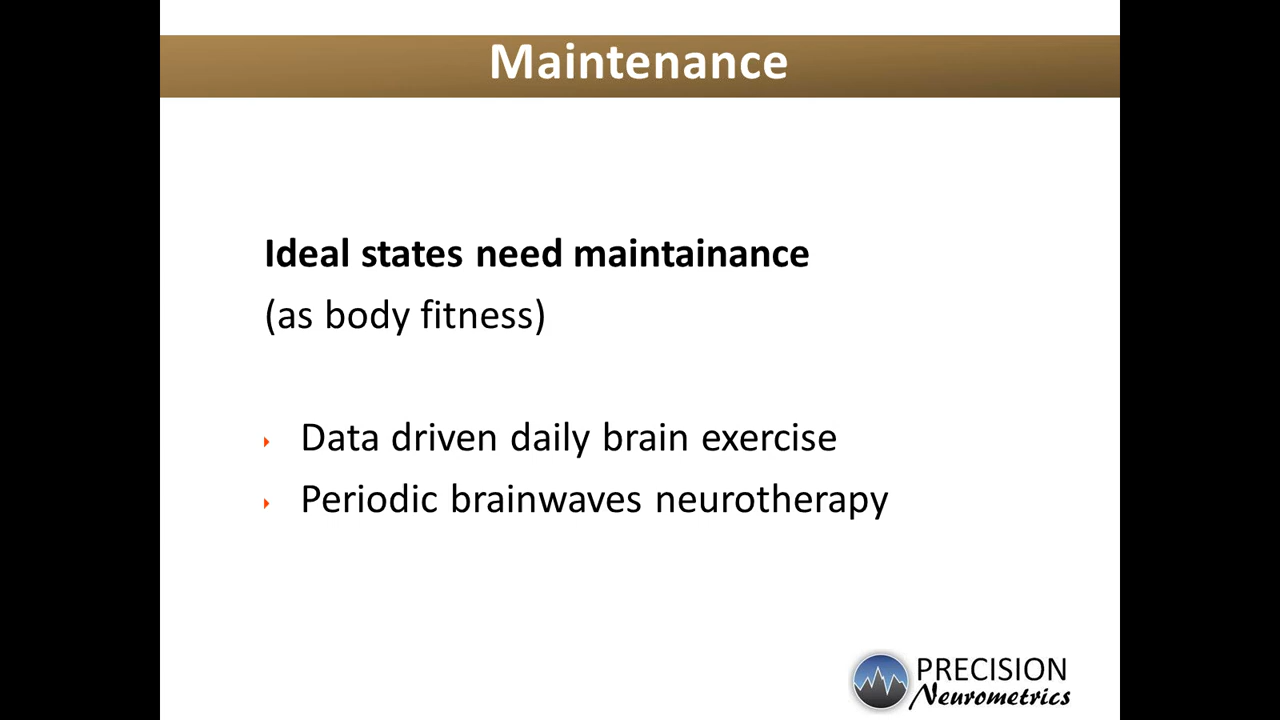 Maintenance
Ideal states need maintainance
(as body fitness)
Data driven daily brain exercise
Periodic brainwaves neurotherapy
PRECISION
Neurometrics